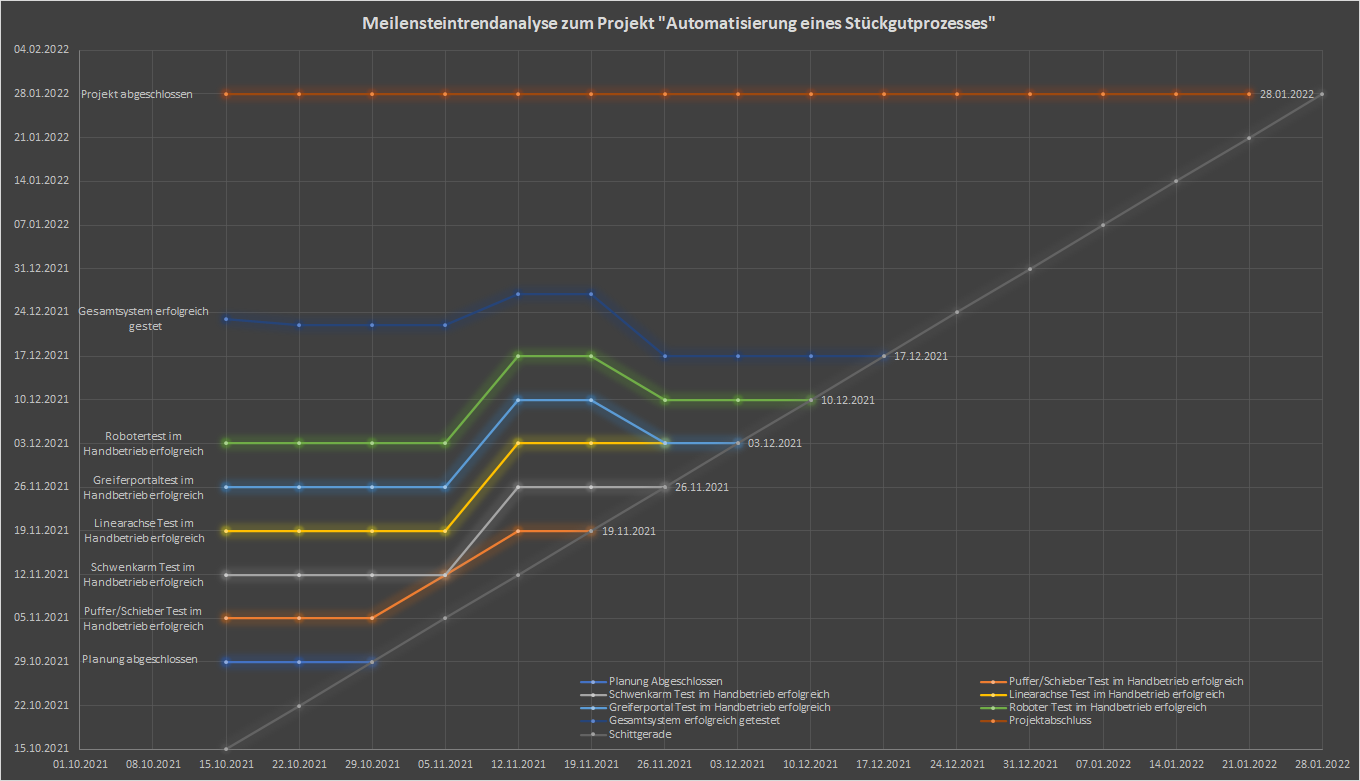 Meilensteintrendanalyse zum Projekt "Automatisierung eines Stückgutprozesses"
04.02.2022
28.01.2022
Projekt abgeschlossen
28.01.2022
21.01.2022
14.01.2022
07.01.2022
31.12.2021
24.12.2021
Gesamtsystem erfolgreich
gestet
17.12.2021
17.12.2021
10.12.2021
10.12.2021
03.12.2021
Robotertest im
Handbetrieb erfolgreich
03.12.2021
26.11.2021
Greiferportaltest im
Handbetrieb erfolgreich
26.11.2021
19.11.2021
Linearachse Test im
Handbetrieb erfolgreich
19.11.2021
12.11.2021
Schwenkarm Test im
Handbetrieb erfolgreich
05.11.2021
Puffer/Schieber Test im
Handbetrieb erfolgreich
29.10.2021
Planung abgeschlossen
22.10.2021
15.10.2021
Planung Abgeschlossen
Puffer/Schieber Test im Handbetrieb erfolgreich
Schwenkarm Test im Handbetrieb erfolgreich
Linearachse Test im Handbetrieb erfolgreich
Greiferportal Test im Handbetrieb erfolgreich
Roboter Test im Handbetrieb erfolgreich
Gesamtsystem erfolgreich getestet
Projektabschluss
Schittgerade
01.10.2021 08.10.2021 15.10.2021 22.10.2021 29.10.2021 05.11.2021 12.11.2021 19.11.2021 26.11.2021 03.12.2021 10.12.2021 17.12.2021 24.12.2021 31.12.2021 07.01.2022 14.01.2022 21.01.2022 28.01.2022